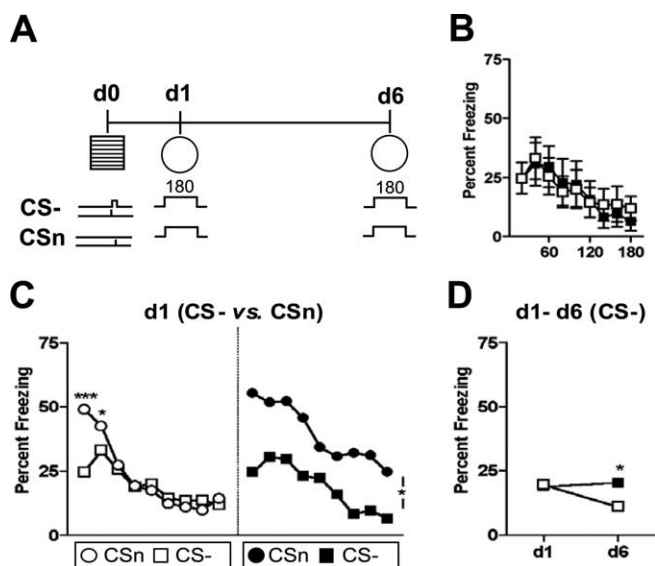 A
d0 d1 d6
180 180
CS-
CSn
B
Percent Freezing
75
50
25
0
60 120 180
C
d1 (CS- vs. CSn)
Percent Freezing
75
50
25
0
***
*
*
CSn CS- CSn CS-
D
d1- d6 (CS-)
Percent Freezing
75
50
25
0
*
d1 d6